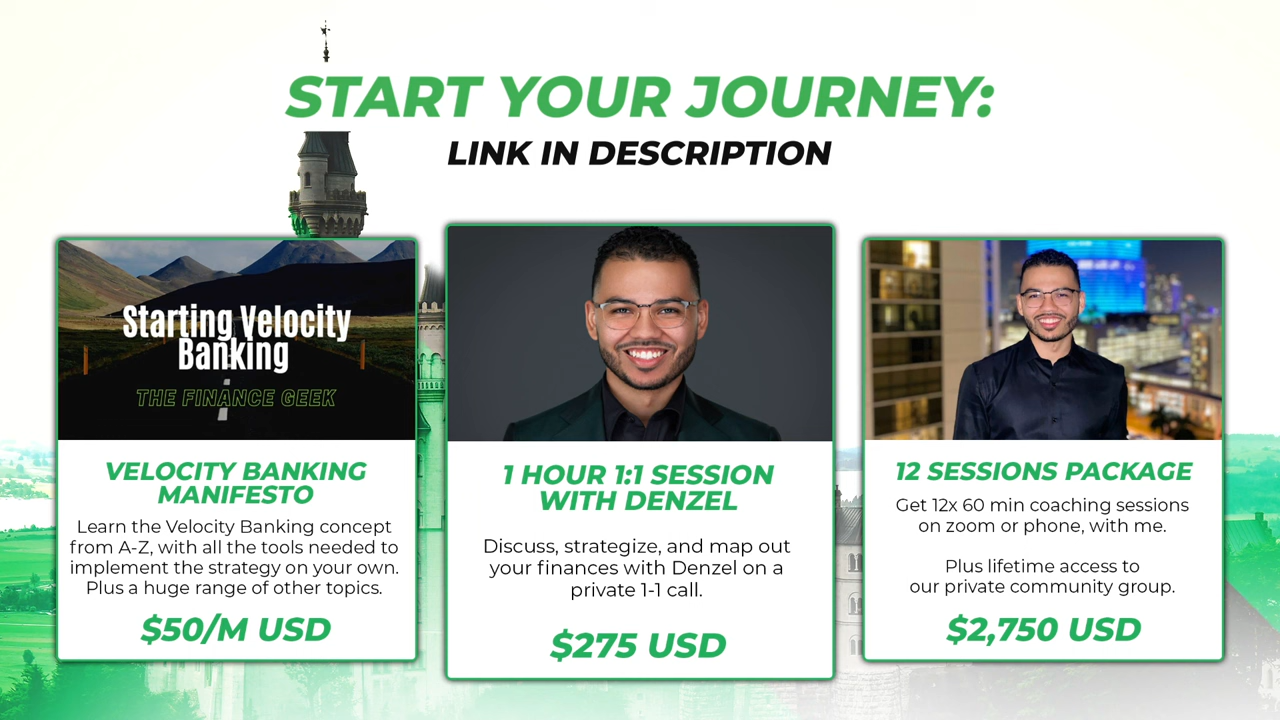 START YOUR JOURNEY:
LINK IN DESCRIPTION
Starting Velocity
Banking
THE FINANCE GEEK
VELOCITY BANKING
MANIFESTO
Learn the Velocity Banking concept
from A-Z, with all the tools needed to
implement the strategy on your own.
Plus a huge range of other topics.
$50/M USD
1 HOUR 1:1 SESSION
WITH DENZEL
Discuss, strategize, and map out
your finances with Denzel on a
private 1-1 call.
$275 USD
12 SESSIONS PACKAGE
Get 12x 60 min coaching sessions
on zoom or phone, with me.
Plus lifetime access to
our private community group.
$2,750 USD